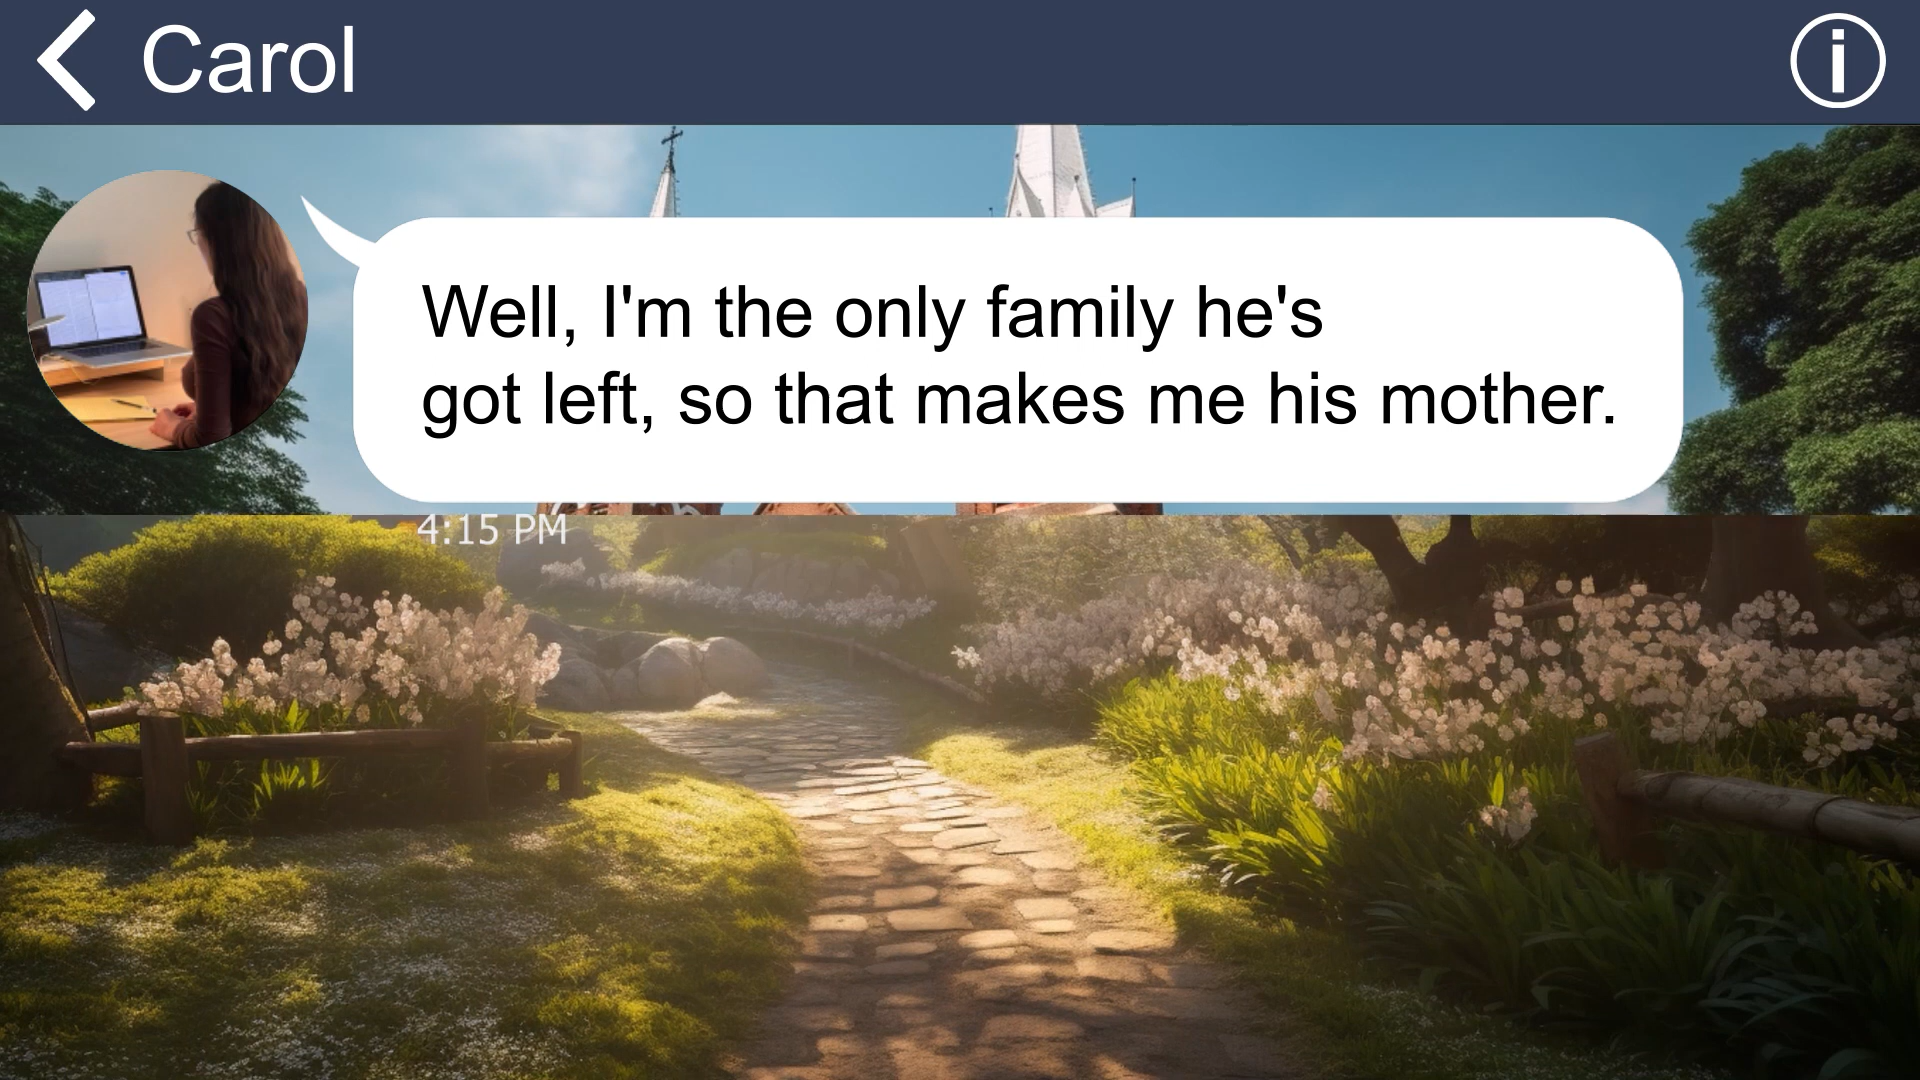 Carol
Well, I'm the only family he's
got left, so that makes me his mother.
4:15 PM